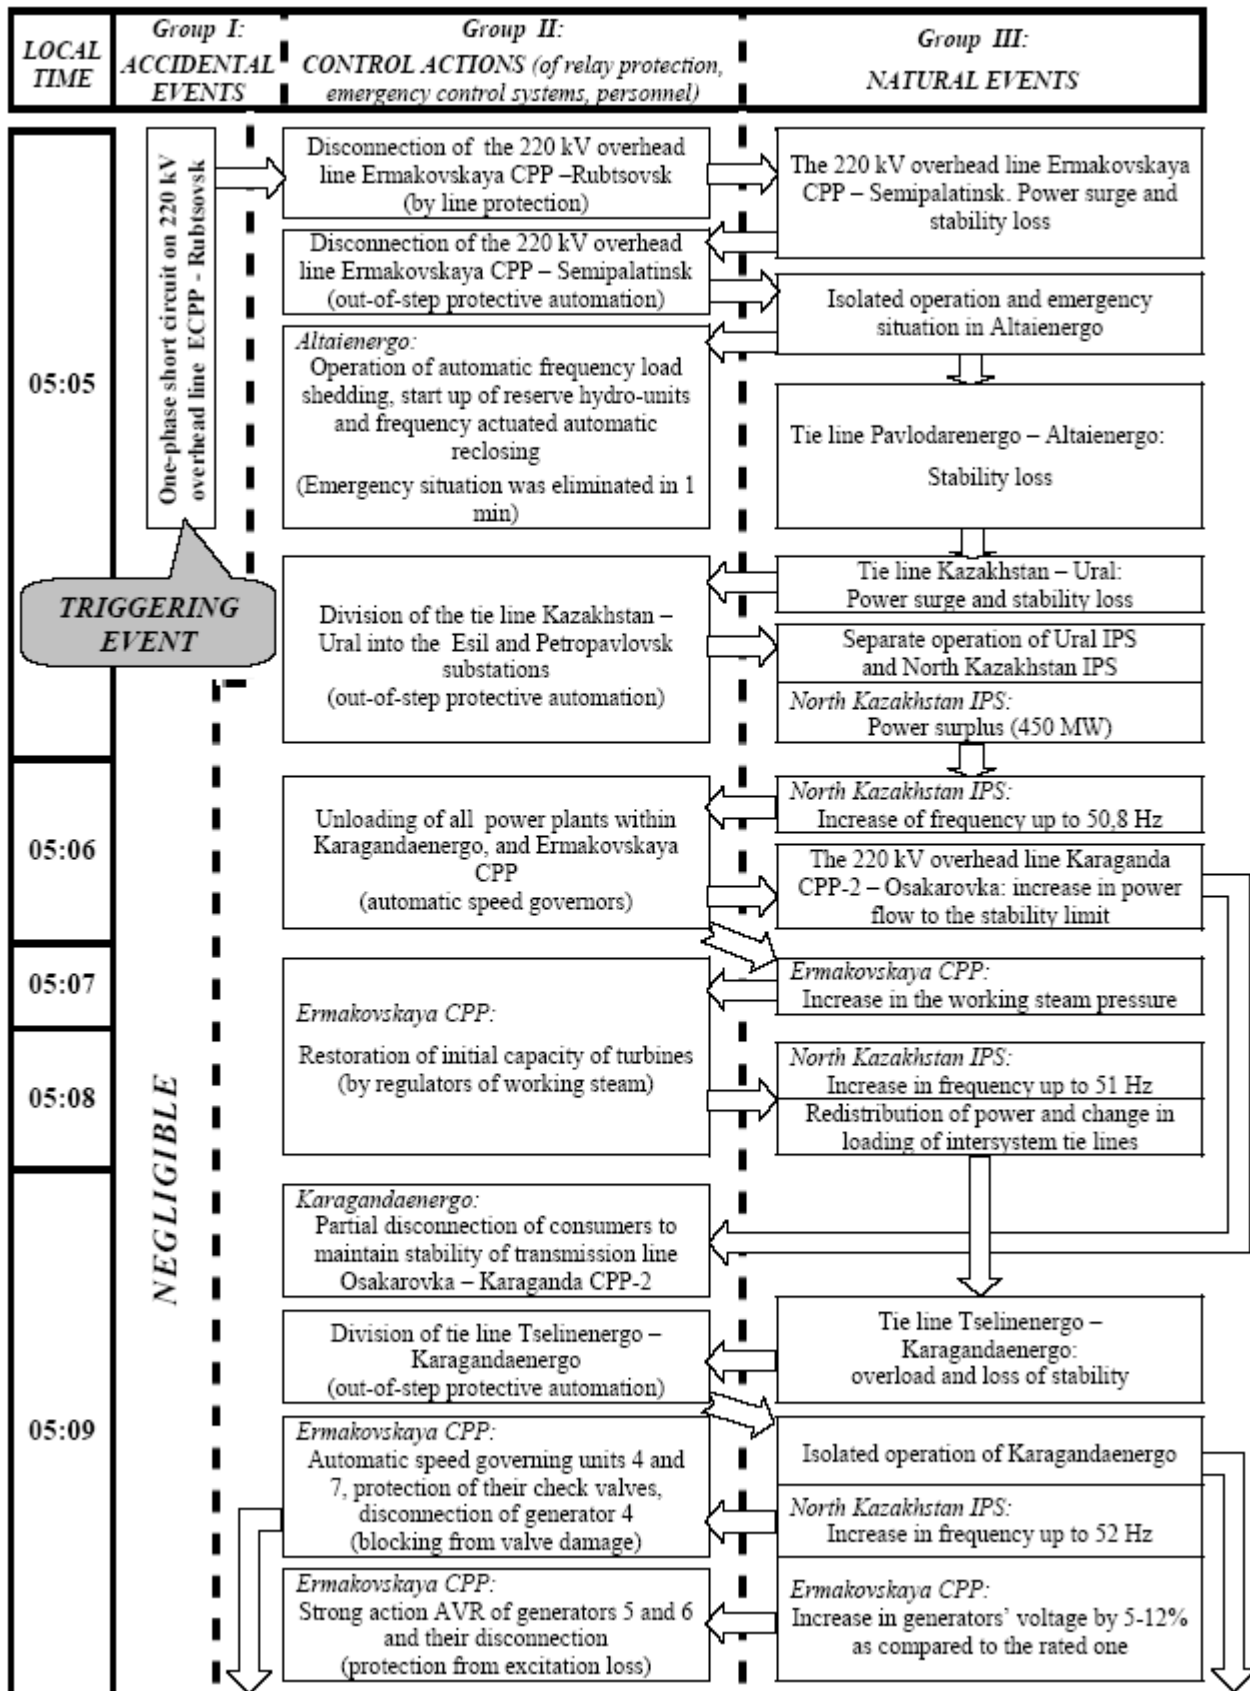 LOCAL
TIME
Group I:
ACCIDENTAL
EVENTS
Group II:
CONTROL ACTIONS (of relay protection,
emergency control systems, personnel)
Group III:
NATURAL EVENTS
05:05
One-phase short circuit on 220 kV
overhead line ECPP - Rubtsovsk
TRIGGERING
EVENT
Disconnection of the 220 kV overhead
line Ermakovskaya CPP –Rubtsovsk
(by line protection)
The 220 kV overhead line Ermakovskaya
CPP – Semipalatinsk. Power surge and
stability loss
Disconnection of the 220 kV overhead
line Ermakovskaya CPP – Semipalatinsk
(out-of-step protective automation)
Isolated operation and emergency
situation in Altaienergo
Altaienergo:
Operation of automatic frequency load
shedding, start up of reserve hydro-units
and frequency actuated automatic
reclosing
(Emergency situation was eliminated in 1
min)
Tie line Pavlodarenergo – Altaienergo:
Stability loss
Tie line Kazakhstan – Ural:
Power surge and stability loss
Division of the tie line Kazakhstan –
Ural into the Esil and Petropavlovsk
substations
(out-of-step protective automation)
Separate operation of Ural IPS
and North Kazakhstan IPS
North Kazakhstan IPS:
Power surplus (450 MW)
05:06
North Kazakhstan IPS:
Increase of frequency up to 50,8 Hz
Unloading of all power plants within
Karagandaenergo, and Ermakovskaya
CPP
(automatic speed governors)
The 220 kV overhead line Karaganda
CPP-2 – Osakarovka: increase in power
flow to the stability limit
05:07
Ermakovskaya CPP:
Increase in the working steam pressure
Ermakovskaya CPP:
Restoration of initial capacity of turbines
(by regulators of working steam)
05:08
North Kazakhstan IPS:
Increase in frequency up to 51 Hz
Redistribution of power and change in
loading of intersystem tie lines
NEGLIGIBLE
05:09
Karagandaenergo:
Partial disconnection of consumers to
maintain stability of transmission line
Osakarovka – Karaganda CPP-2
Tie line Tselinenergo –
Karagandaenergo:
overload and loss of stability
Division of tie line Tselinenergo –
Karagandaenergo
(out-of-step protective automation)
Isolated operation of Karagandaenergo
Ermakovskaya CPP:
Automatic speed governing units 4 and
7, protection of their check valves,
disconnection of generator 4
(blocking from valve damage)
North Kazakhstan IPS:
Increase in frequency up to 52 Hz
Ermakovskaya CPP:
Strong action AVR of generators 5 and 6
and their disconnection
(protection from excitation loss)
Ermakovskaya CPP:
Increase in generators' voltage by 5-12%
as compared to the rated one